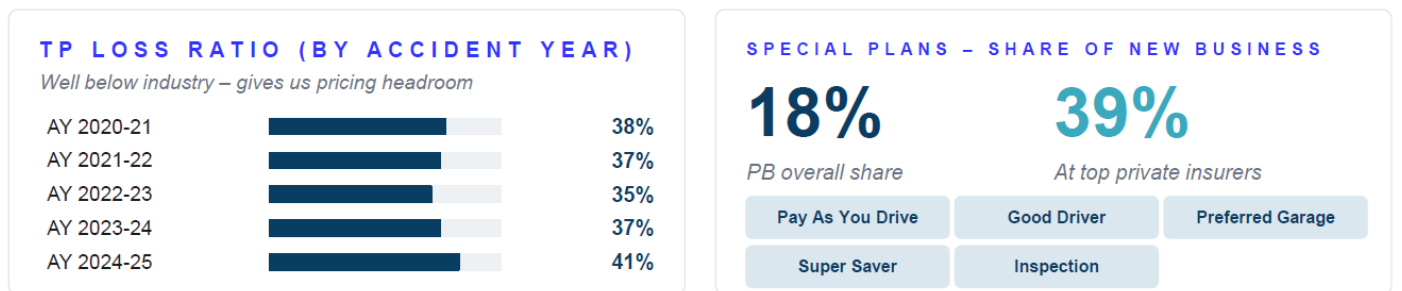 TP LOSS RATIO (BY ACCIDENT YEAR)
Well below industry – gives us pricing headroom
AY 2020-21 38%
AY 2021-22 37%
AY 2022-23 35%
AY 2023-24 37%
AY 2024-25 41%
SPECIAL PLANS – SHARE OF NEW BUSINESS
18% 39%
PB overall share At top private insurers
Pay As You Drive Good Driver Preferred Garage
Super Saver Inspection